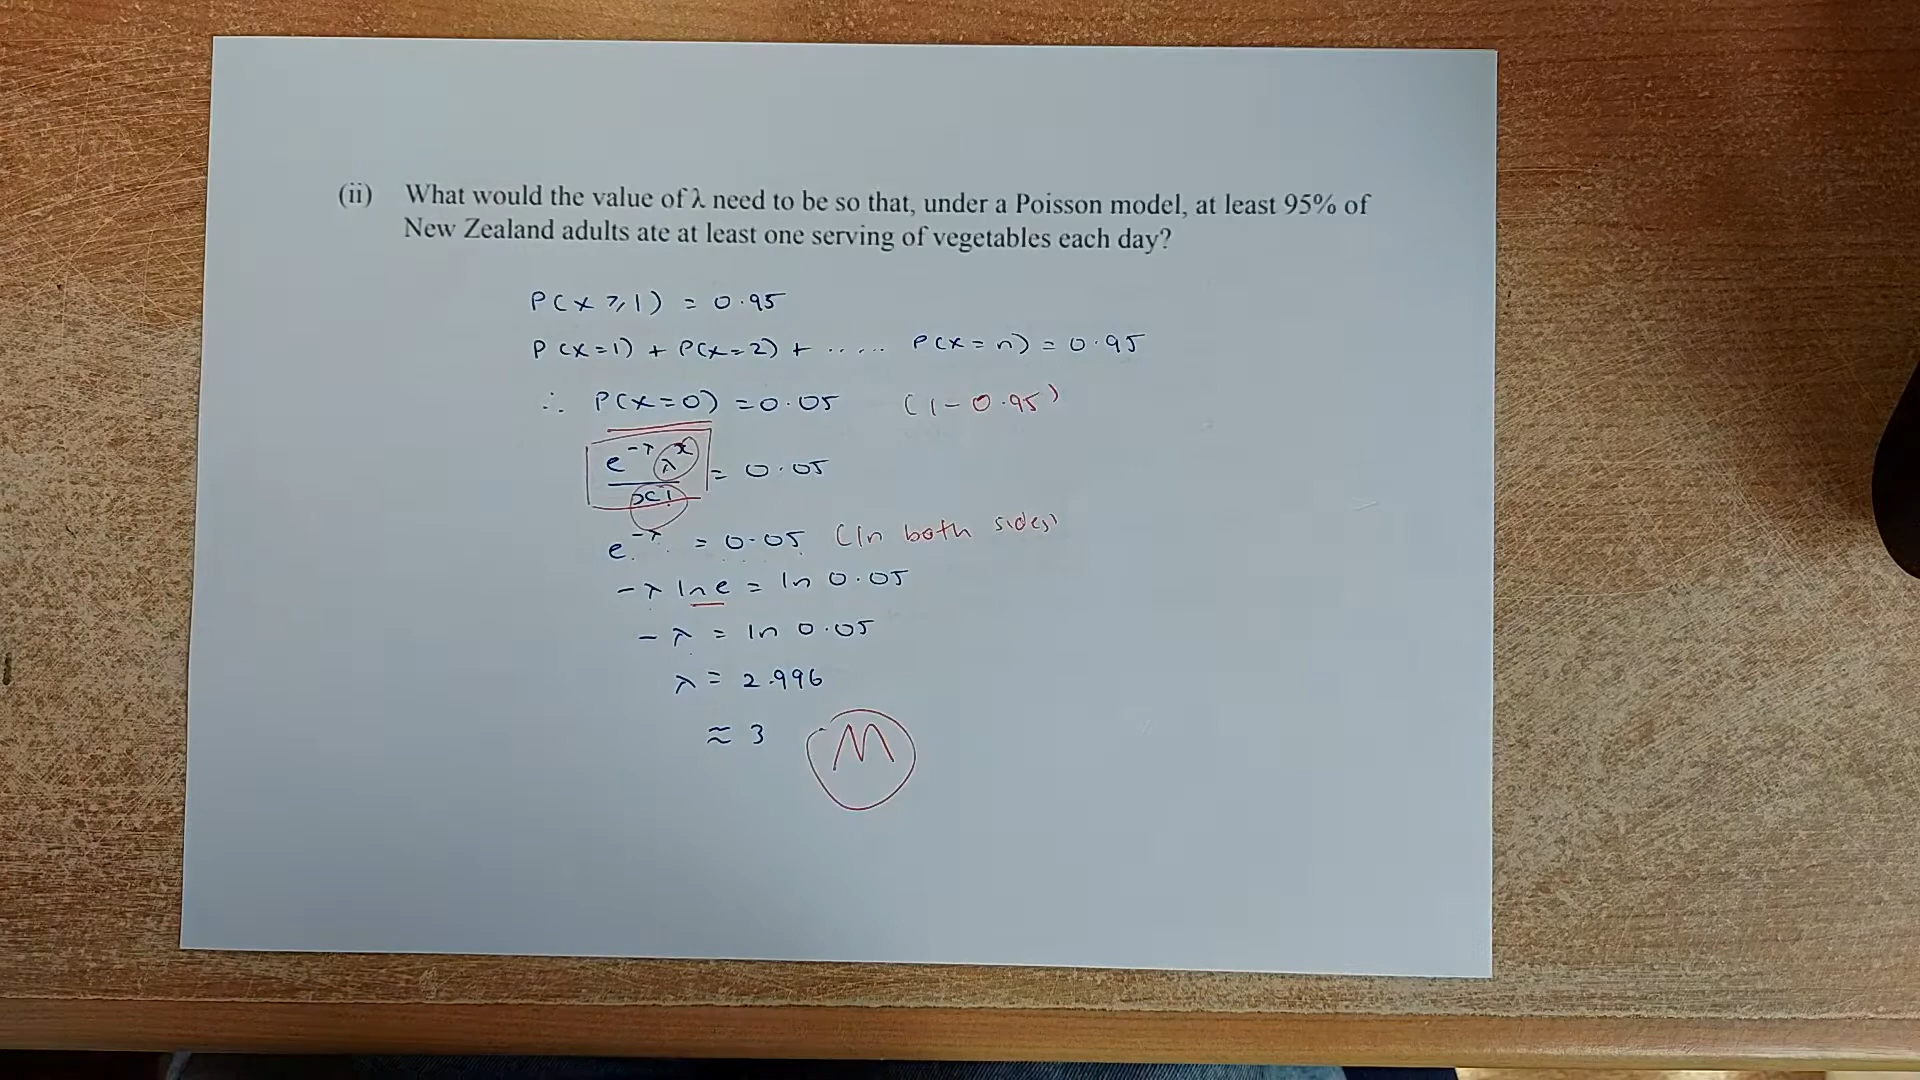 (ii) What would the value of λ need to be so that, under a Poisson model, at least 95% of
New Zealand adults ate at least one serving of vegetables each day?
P(x ⩾ 1) = 0.95
P(x=1) + P(x=2) + ..... P(x=n) = 0.95
∴ P(x=0) = 0.05 (1-0.95)
e^-λ λ^x / x! = 0.05
e^-λ = 0.05 (ln both sides)
-λ ln e = ln 0.05
-λ = ln 0.05
λ = 2.996
≈ 3 M